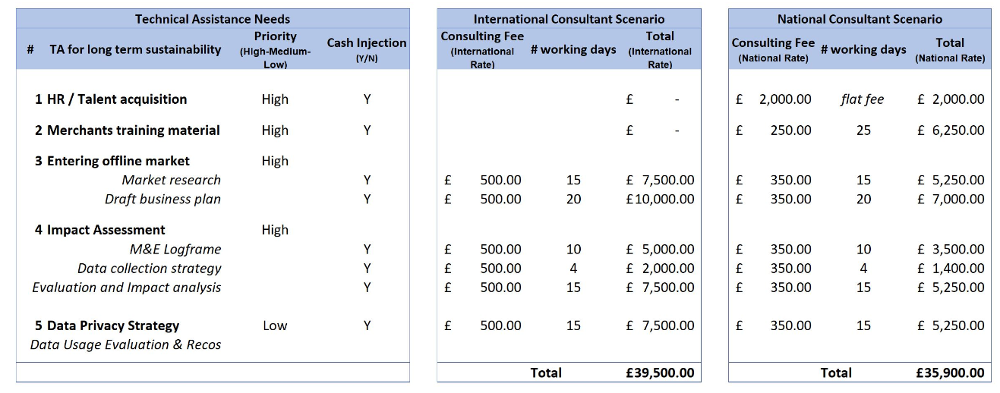 Technical Assistance Needs International Consultant Scenario National Consultant Scenario
# TA for long term sustainability Priority (High-Medium-Low) Cash Injection (Y/N) Consulting Fee (International Rate) # working days Total (International Rate) Consulting Fee (National Rate) # working days Total (National Rate)
1 HR / Talent acquisition High Y £ - £ 2,000.00 flat fee £ 2,000.00
2 Merchants training material High Y £ - £ 250.00 25 £ 6,250.00
3 Entering offline market High
Market research Y £ 500.00 15 £ 7,500.00 £ 350.00 15 £ 5,250.00
Draft business plan Y £ 500.00 20 £10,000.00 £ 350.00 20 £ 7,000.00
4 Impact Assessment High
M&E Logframe Y £ 500.00 10 £ 5,000.00 £ 350.00 10 £ 3,500.00
Data collection strategy Y £ 500.00 4 £ 2,000.00 £ 350.00 4 £ 1,400.00
Evaluation and Impact analysis Y £ 500.00 15 £ 7,500.00 £ 350.00 15 £ 5,250.00
5 Data Privacy Strategy Low Y £ 500.00 15 £ 7,500.00 £ 350.00 15 £ 5,250.00
Data Usage Evaluation & Recos
Total £39,500.00 Total £35,900.00